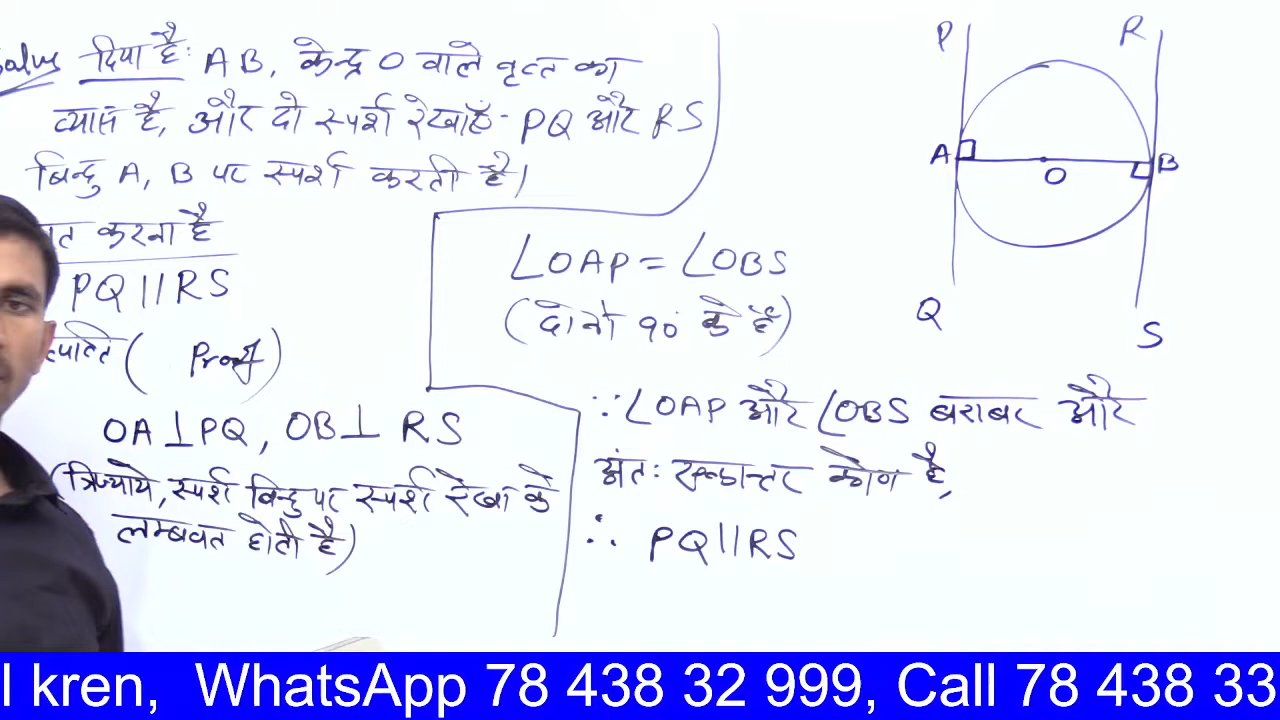 Solve दिया है: AB, केन्द्र O वाले वृत्त का
व्यास है, और दो स्पर्श रेखाएँ - PQ और RS
बिन्दु A, B पर स्पर्श करती है।
करना है
PQ || RS
(Proof)
OA ⊥ PQ, OB ⊥ RS
(त्रिज्यायें, स्पर्श बिन्दु पर स्पर्श रेखा के
लम्बवत होती है)
∠OAP = ∠OBS
(दोनो 90° के है)
∵ ∠OAP और ∠OBS बराबर और
अंतः एकान्तर कोण है,
∴ PQ || RS
P R
A B
O
Q S
l kren, WhatsApp 78 438 32 999, Call 78 438 33